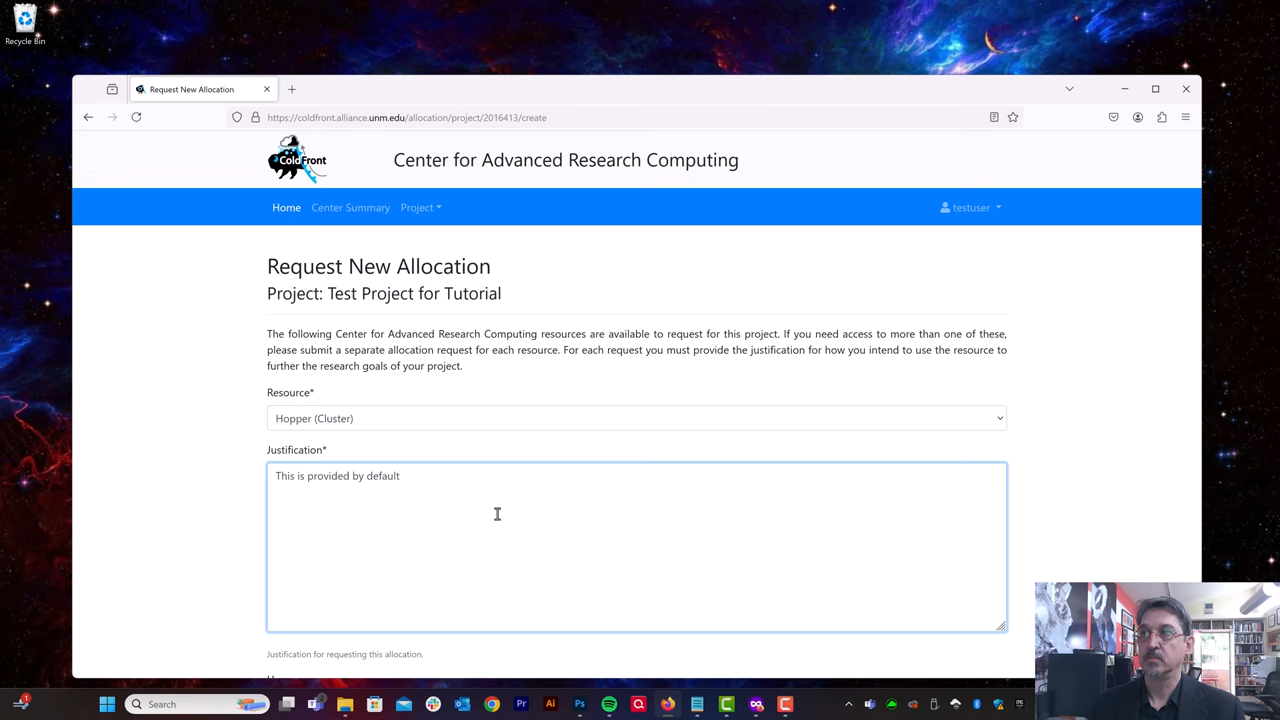 Recycle Bin
Request New Allocation
https://coldfront.alliance.unm.edu/allocation/project/2016413/create
ColdFront
Center for Advanced Research Computing
Home
Center Summary
Project
testuser
Request New Allocation
Project: Test Project for Tutorial
The following Center for Advanced Research Computing resources are available to request for this project. If you need access to more than one of these,
please submit a separate allocation request for each resource. For each request you must provide the justification for how you intend to use the resource to
further the research goals of your project.
Resource*
Hopper (Cluster)
Justification*
This is provided by default
Justification for requesting this allocation.
1
Search
Pr
Ai
Ps